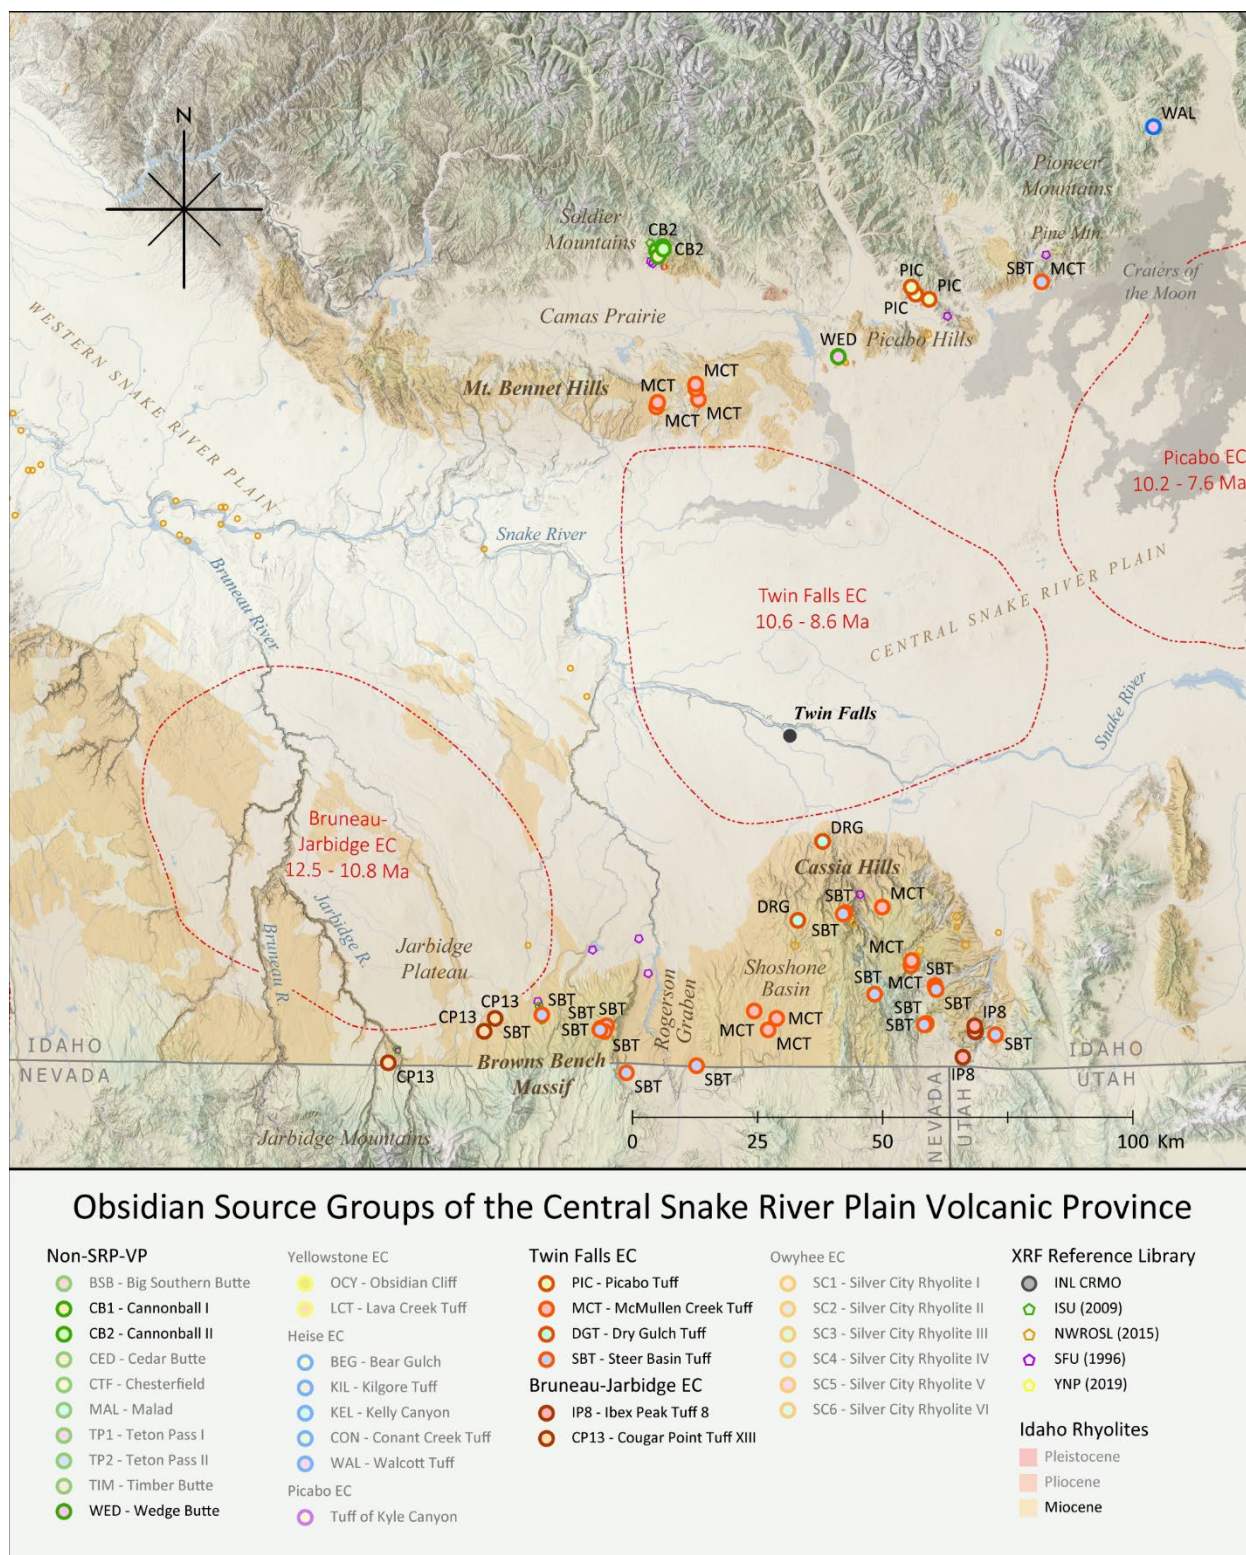 N
WAL
Pioneer
Mountains
Soldier
Mountains
CB2
CB2
Pine Mtn.
SBT
MCT
PIC
PIC
PIC
Craters of
the Moon
WESTERN SNAKE RIVER PLAIN
Camas Prairie
WED
Picabo Hills
Mt. Bennet Hills
MCT
MCT
MCT
MCT
Picabo EC
10.2 - 7.6 Ma
Snake River
Bruneau River
Twin Falls EC
10.6 - 8.6 Ma
CENTRAL SNAKE RIVER PLAIN
Snake River
Twin Falls
Bruneau-
Jarbidge EC
12.5 - 10.8 Ma
DRG
Cassia Hills
SBT
MCT
DRG
SBT
Bruneau R.
Jarbidge R.
Jarbidge
Plateau
Rogerson
Graben
Shoshone
Basin
MCT
SBT
SBT
MCT
SBT
CP13
CP13
SBT
SBT
SBT
SBT
SBT
SBT
MCT
MCT
MCT
SBT
SBT
IP8
SBT
IDAHO
NEVADA
CP13
Browns Bench
Massif
SBT
SBT
IP8
IDAHO
UTAH
NEVADA
UTAH
Jarbidge Mountains
0 25 50 100 Km
Obsidian Source Groups of the Central Snake River Plain Volcanic Province
Non-SRP-VP
BSB - Big Southern Butte
CB1 - Cannonball I
CB2 - Cannonball II
CED - Cedar Butte
CTF - Chesterfield
MAL - Malad
TP1 - Teton Pass I
TP2 - Teton Pass II
TIM - Timber Butte
WED - Wedge Butte
Yellowstone EC
OCY - Obsidian Cliff
LCT - Lava Creek Tuff
Heise EC
BEG - Bear Gulch
KIL - Kilgore Tuff
KEL - Kelly Canyon
CON - Conant Creek Tuff
WAL - Walcott Tuff
Picabo EC
Tuff of Kyle Canyon
Twin Falls EC
PIC - Picabo Tuff
MCT - McMullen Creek Tuff
DGT - Dry Gulch Tuff
SBT - Steer Basin Tuff
Bruneau-Jarbidge EC
IP8 - Ibex Peak Tuff 8
CP13 - Cougar Point Tuff XIII
Owyhee EC
SC1 - Silver City Rhyolite I
SC2 - Silver City Rhyolite II
SC3 - Silver City Rhyolite III
SC4 - Silver City Rhyolite IV
SC5 - Silver City Rhyolite V
SC6 - Silver City Rhyolite VI
XRF Reference Library
INL CRMO
ISU (2009)
NWROSL (2015)
SFU (1996)
YNP (2019)
Idaho Rhyolites
Pleistocene
Pliocene
Miocene